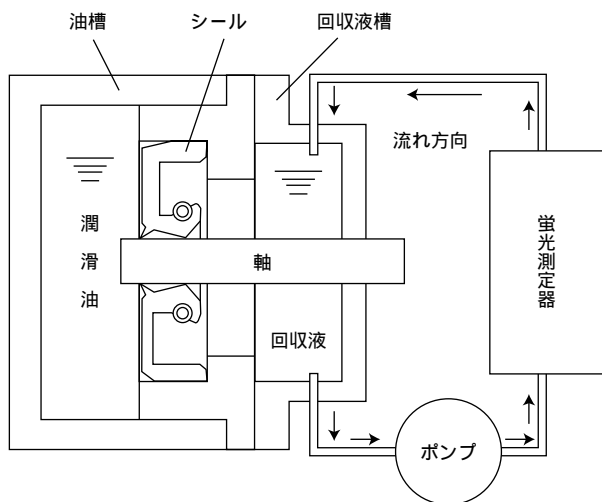 油槽
シール
回収液槽
流れ方向
潤滑油
軸
蛍光測定器
回収液
ポンプ